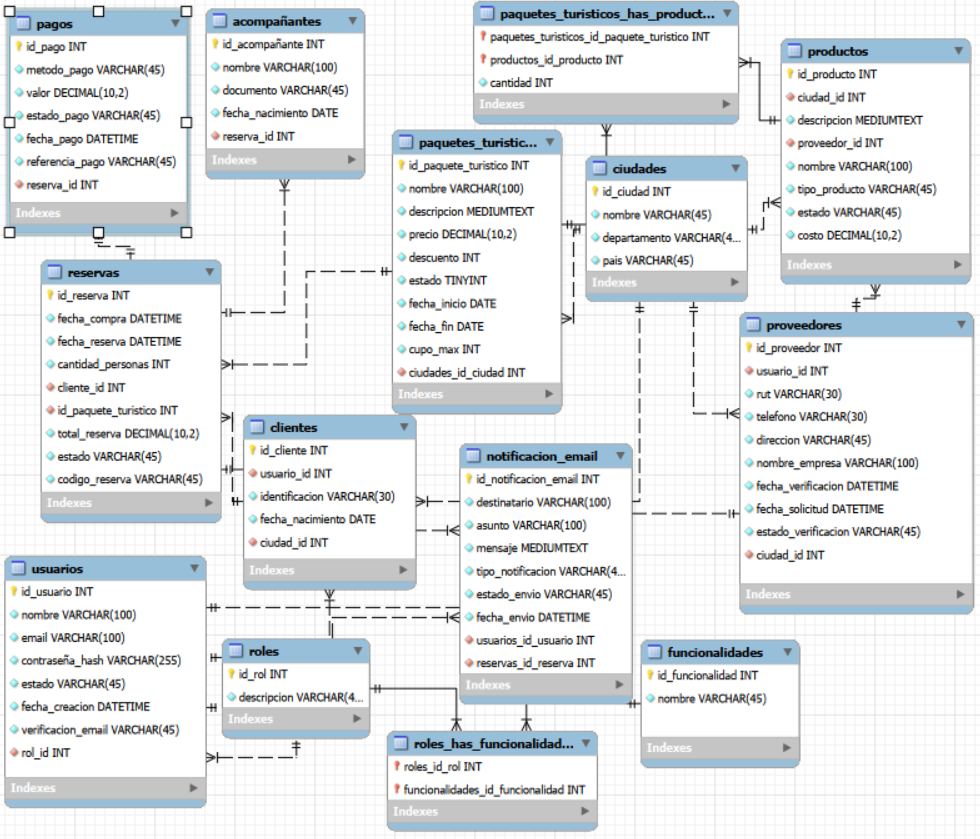 pagos
id_pago INT
metodo_pago VARCHAR(45)
valor DECIMAL(10,2)
estado_pago VARCHAR(45)
fecha_pago DATETIME
referencia_pago VARCHAR(45)
reserva_id INT
Indexes
acompañantes
id_acompañante INT
nombre VARCHAR(100)
documento VARCHAR(45)
fecha_nacimiento DATE
reserva_id INT
Indexes
paquetes_turisticos_has_product...
paquetes_turisticos_id_paquete_turistico INT
productos_id_producto INT
cantidad INT
Indexes
productos
id_producto INT
ciudad_id INT
descripcion MEDIUMTEXT
proveedor_id INT
nombre VARCHAR(100)
tipo_producto VARCHAR(45)
estado VARCHAR(45)
costo DECIMAL(10,2)
Indexes
paquetes_turistic...
id_paquete_turistico INT
nombre VARCHAR(100)
descripcion MEDIUMTEXT
precio DECIMAL(10,2)
descuento INT
estado TINYINT
fecha_inicio DATE
fecha_fin DATE
cupo_max INT
ciudades_id_ciudad INT
Indexes
ciudades
id_ciudad INT
nombre VARCHAR(45)
departamento VARCHAR(4...
pais VARCHAR(45)
Indexes
reservas
id_reserva INT
fecha_compra DATETIME
fecha_reserva DATETIME
cantidad_personas INT
cliente_id INT
id_paquete_turistico INT
total_reserva DECIMAL(10,2)
estado VARCHAR(45)
codigo_reserva VARCHAR(45)
Indexes
proveedores
id_proveedor INT
usuario_id INT
rut VARCHAR(30)
telefono VARCHAR(30)
direccion VARCHAR(45)
nombre_empresa VARCHAR(100)
fecha_verificacion DATETIME
fecha_solicitud DATETIME
estado_verificacion VARCHAR(45)
ciudad_id INT
Indexes
clientes
id_cliente INT
usuario_id INT
identificacion VARCHAR(30)
fecha_nacimiento DATE
ciudad_id INT
Indexes
notificacion_email
id_notificacion_email INT
destinatario VARCHAR(100)
asunto VARCHAR(100)
mensaje MEDIUMTEXT
tipo_notificacion VARCHAR(4...
estado_envio VARCHAR(45)
fecha_envio DATETIME
usuarios_id_usuario INT
reservas_id_reserva INT
Indexes
usuarios
id_usuario INT
nombre VARCHAR(100)
email VARCHAR(100)
contraseña_hash VARCHAR(255)
estado VARCHAR(45)
fecha_creacion DATETIME
verificacion_email VARCHAR(45)
rol_id INT
Indexes
roles
id_rol INT
descripcion VARCHAR(4...
Indexes
funcionalidades
id_funcionalidad INT
nombre VARCHAR(45)
Indexes
roles_has_funcionalidad...
roles_id_rol INT
funcionalidades_id_funcionalidad INT
Indexes